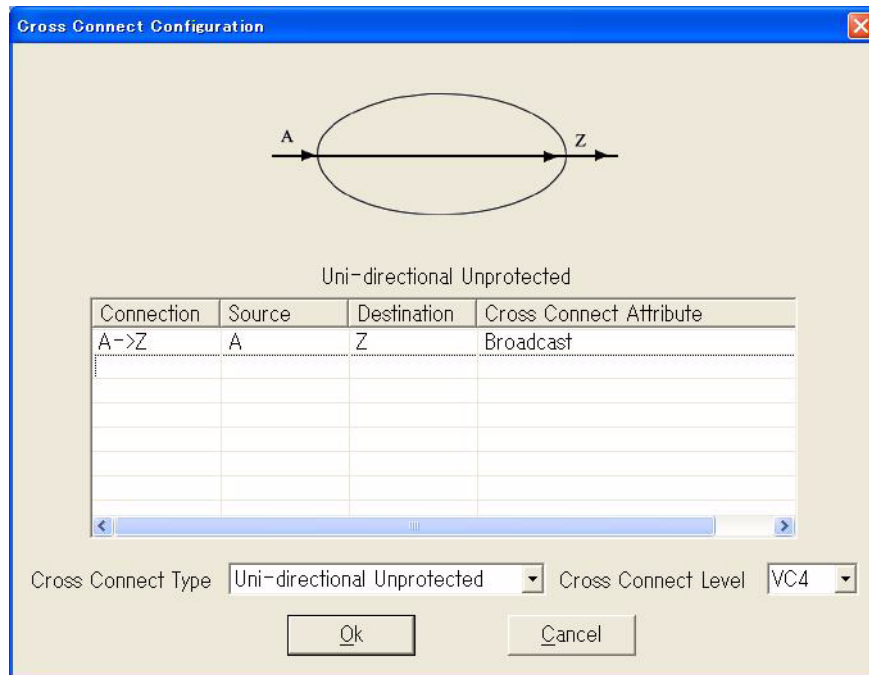 Cross Connect Configuration
A Z
Uni-directional Unprotected
Connection Source Destination Cross Connect Attribute
A->Z A Z Broadcast
Cross Connect Type Uni-directional Unprotected Cross Connect Level VC4
Ok Cancel